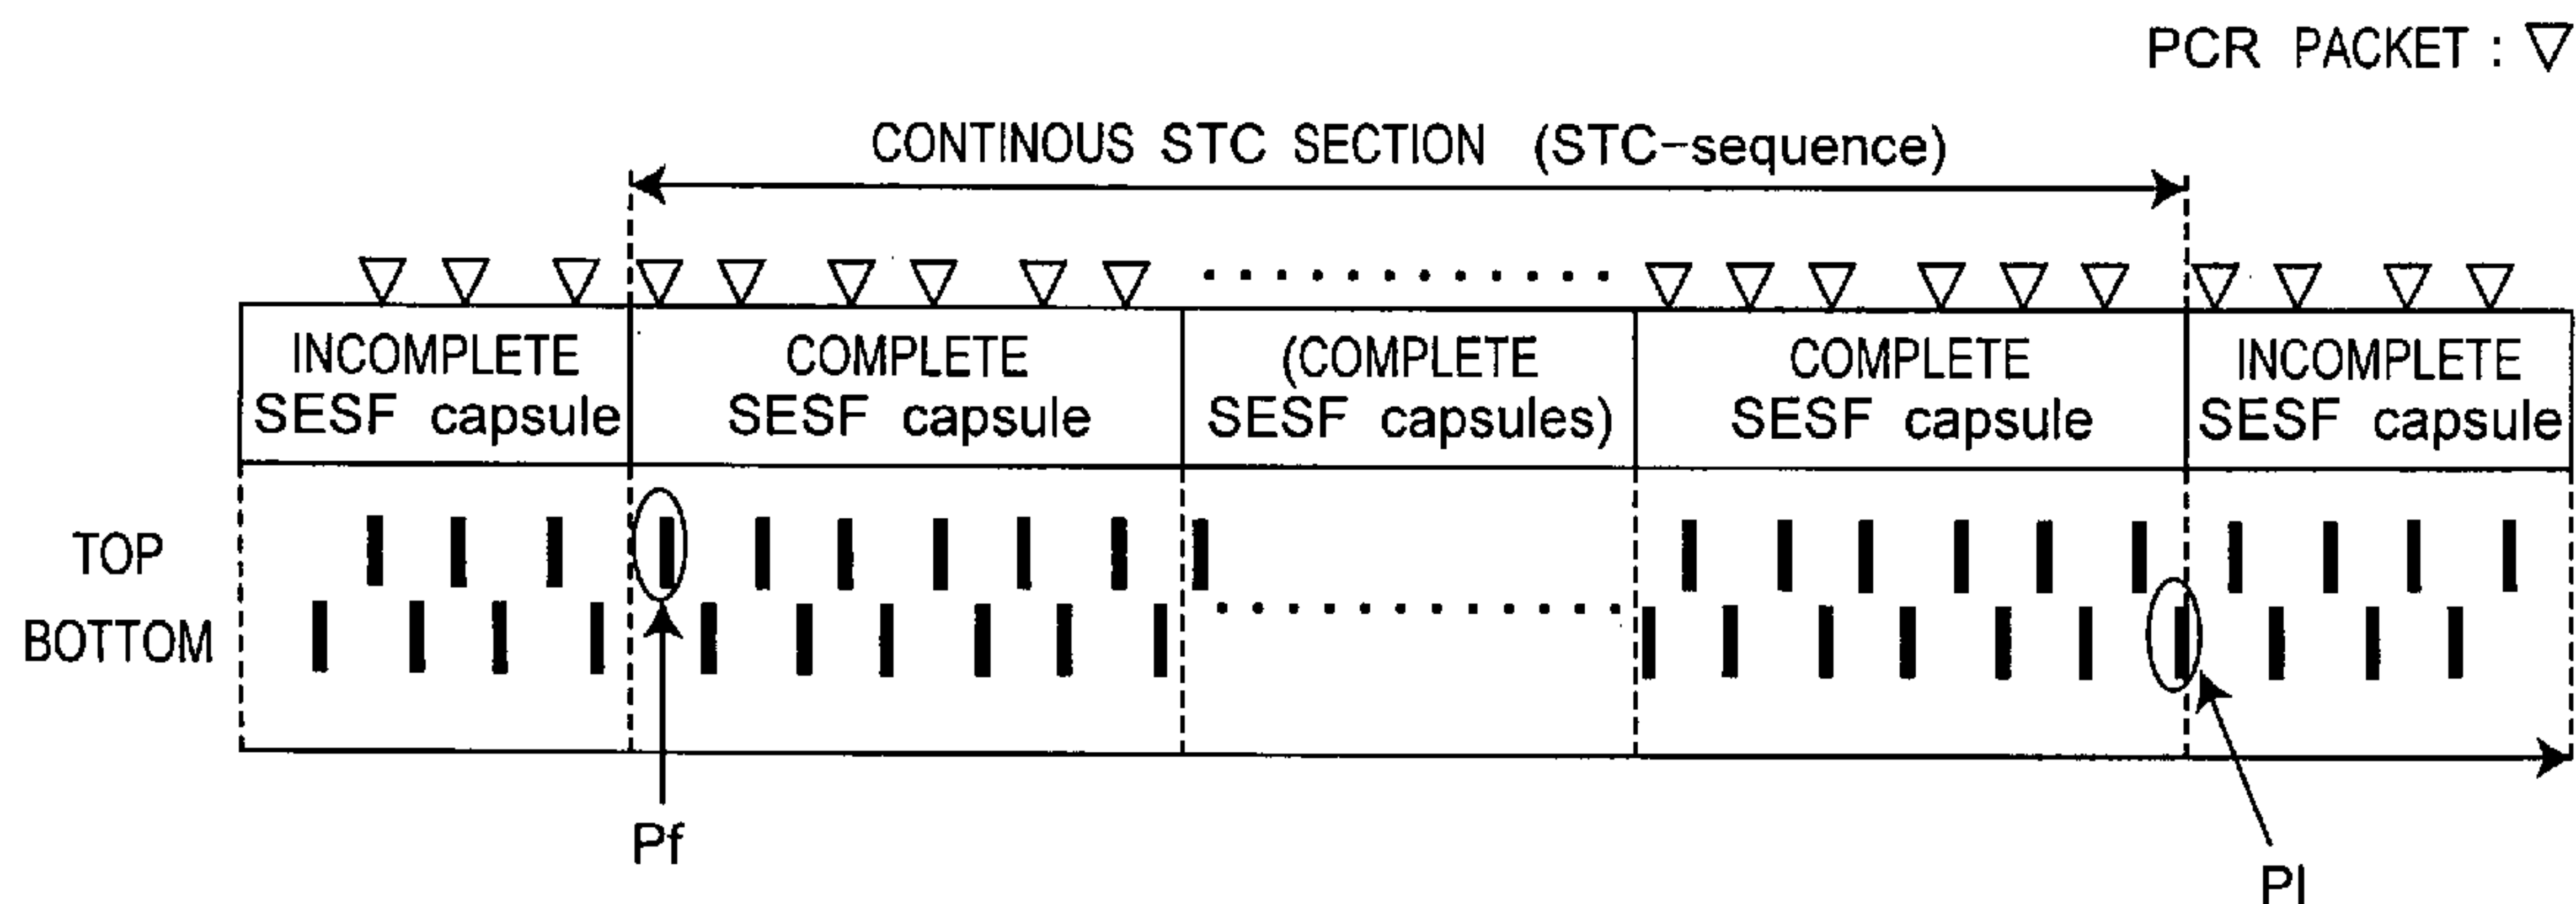 PCR PACKET : ▽
CONTINOUS STC SECTION (STC-sequence)
INCOMPLETE
SESF capsule
COMPLETE
SESF capsule
(COMPLETE
SESF capsules)
COMPLETE
SESF capsule
INCOMPLETE
SESF capsule
TOP
BOTTOM
Pf
Pl